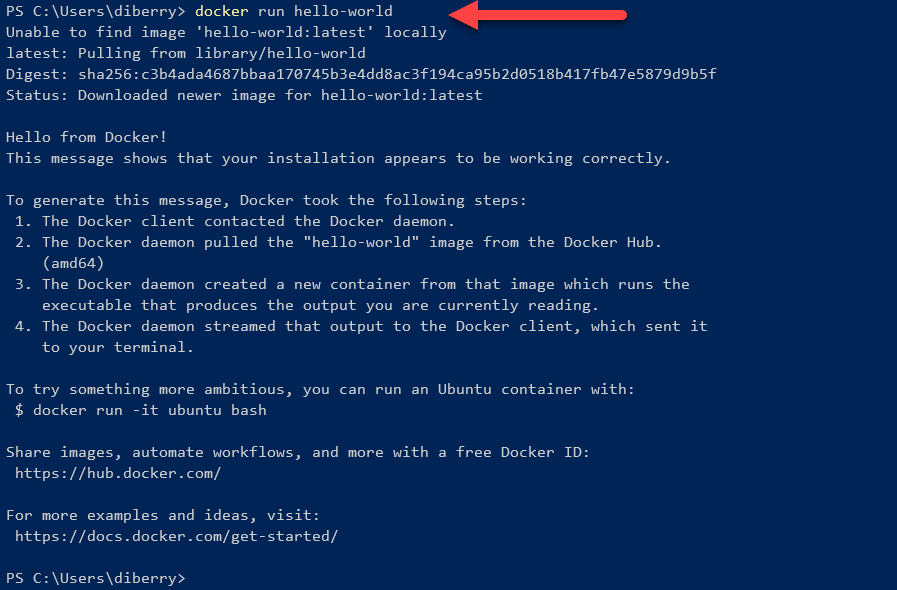 PS C:\Users\diberry> docker run hello-world
Unable to find image 'hello-world:latest' locally
latest: Pulling from library/hello-world
Digest: sha256:c3b4ada4687bbaa170745b3e4dd8ac3f194ca95b2d0518b417fb47e5879d9b5f
Status: Downloaded newer image for hello-world:latest

Hello from Docker!
This message shows that your installation appears to be working correctly.

To generate this message, Docker took the following steps:
 1. The Docker client contacted the Docker daemon.
 2. The Docker daemon pulled the "hello-world" image from the Docker Hub.
    (amd64)
 3. The Docker daemon created a new container from that image which runs the
    executable that produces the output you are currently reading.
 4. The Docker daemon streamed that output to the Docker client, which sent it
    to your terminal.

To try something more ambitious, you can run an Ubuntu container with:
 $ docker run -it ubuntu bash

Share images, automate workflows, and more with a free Docker ID:
 https://hub.docker.com/

For more examples and ideas, visit:
 https://docs.docker.com/get-started/

PS C:\Users\diberry>